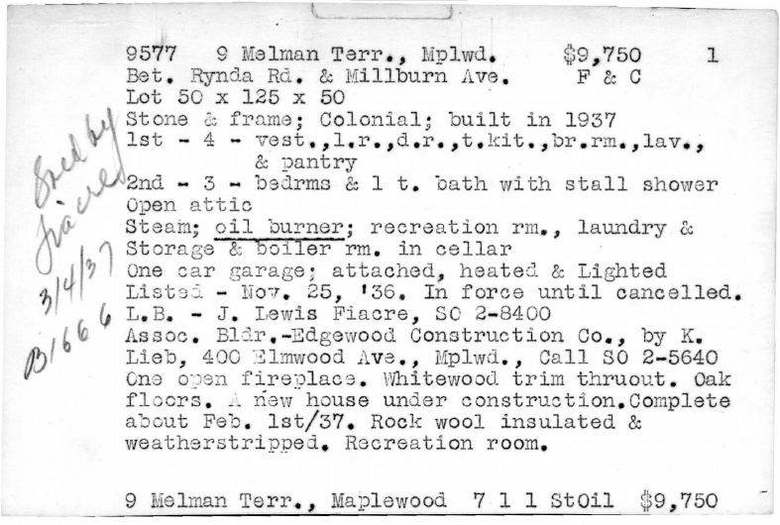 9577 9 Melman Terr., Mplwd. $9,750 1
Bet. Rynda Rd. & Millburn Ave. F & C
Lot 50 x 125 x 50
Stone & frame; Colonial; built in 1937
1st - 4 - vest.,l.r.,d.r.,t.kit.,br.rm.,lav.,
& pantry
2nd - 3 - bedrms & 1 t. bath with stall shower
Open attic
Steam; oil burner; recreation rm., laundry &
Storage & boiler rm. in cellar
One car garage; attached, heated & Lighted
Listed - Nov. 25, '36. In force until cancelled.
L.B. - J. Lewis Fiacre, SO 2-8400
Assoc. Bldr.-Edgewood Construction Co., by K.
Lieb, 400 Elmwood Ave., Mplwd., Call SO 2-5640
One open fireplace. Whitewood trim thruout. Oak
floors. A new house under construction.Complete
about Feb. 1st/37. Rock wool insulated &
weatherstripped. Recreation room.
9 Melman Terr., Maplewood 7 1 1 StOil $9,750
by
Fiacre
3/4/37
B1666